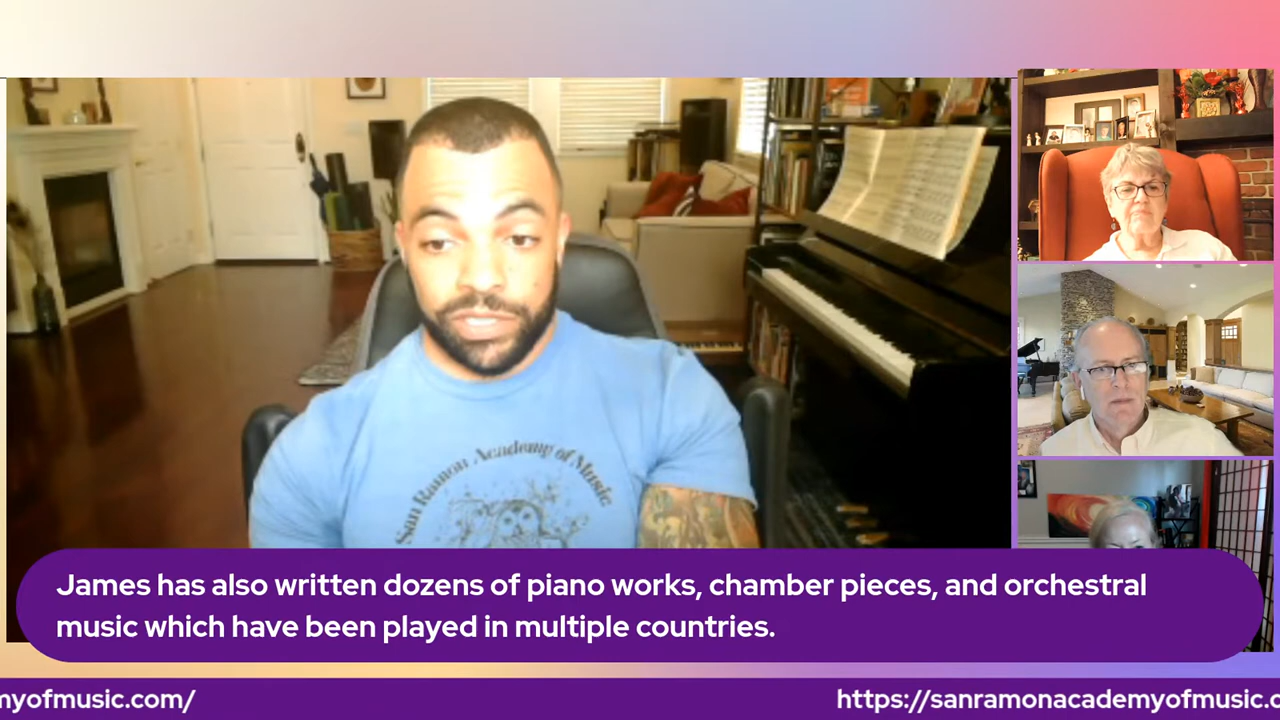 San Ramon Academy of Music
James has also written dozens of piano works, chamber pieces, and orchestral
music which have been played in multiple countries.
myofmusic.com/
https://sanramonacademyofmusic.c